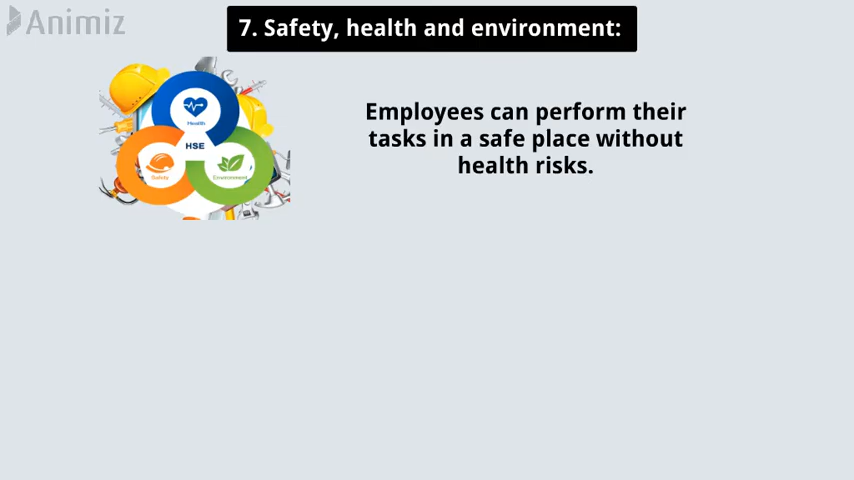 Animiz
7. Safety, health and environment:
Employees can perform their
tasks in a safe place without
health risks.
Health
HSE
Safety
Environment